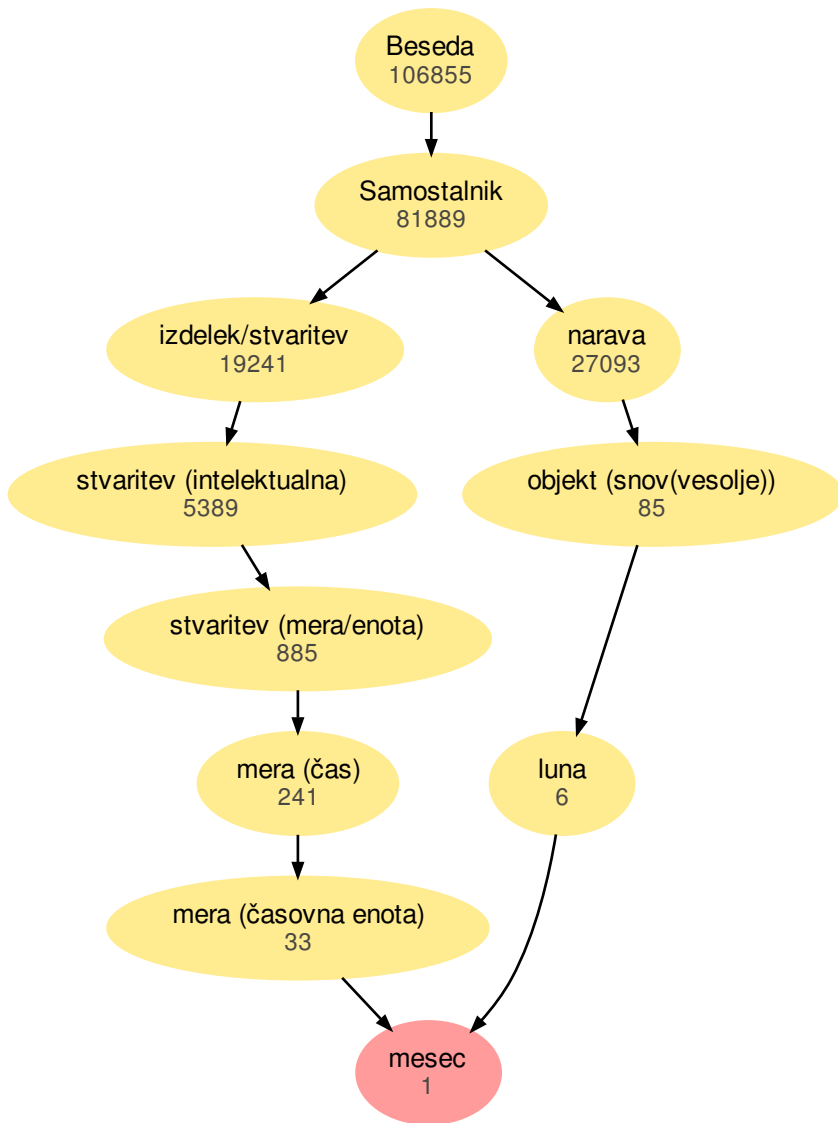 Beseda
106855
Samostalnik
81889
izdelek/stvaritev
19241
narava
27093
stvaritev (intelektualna)
5389
objekt (snov(vesolje))
85
stvaritev (mera/enota)
885
mera (čas)
241
luna
6
mera (časovna enota)
33
mesec
1